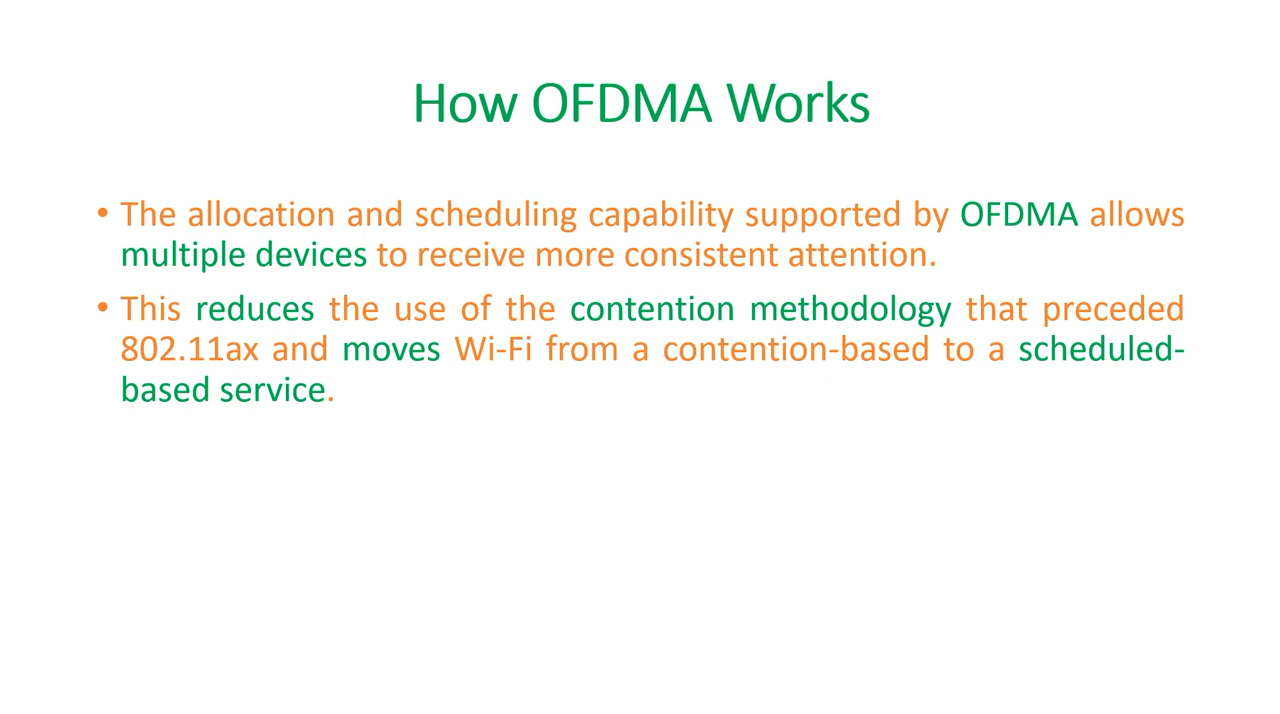 How OFDMA Works
• The allocation and scheduling capability supported by OFDMA allows
multiple devices to receive more consistent attention.
• This reduces the use of the contention methodology that preceded
802.11ax and moves Wi-Fi from a contention-based to a scheduled-
based service.